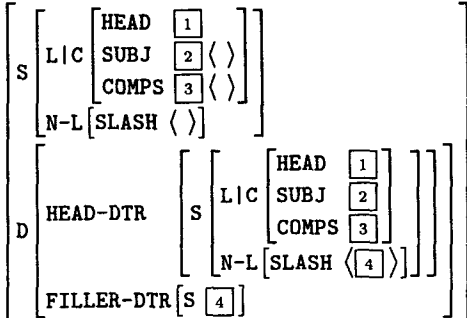 HEAD 1
S L|C SUBJ 2 ⟨ ⟩
COMPS 3 ⟨ ⟩
N-L[SLASH ⟨ ⟩]
HEAD 1
D HEAD-DTR S L|C SUBJ 2
COMPS 3
N-L[SLASH ⟨4⟩]
FILLER-DTR[S 4]